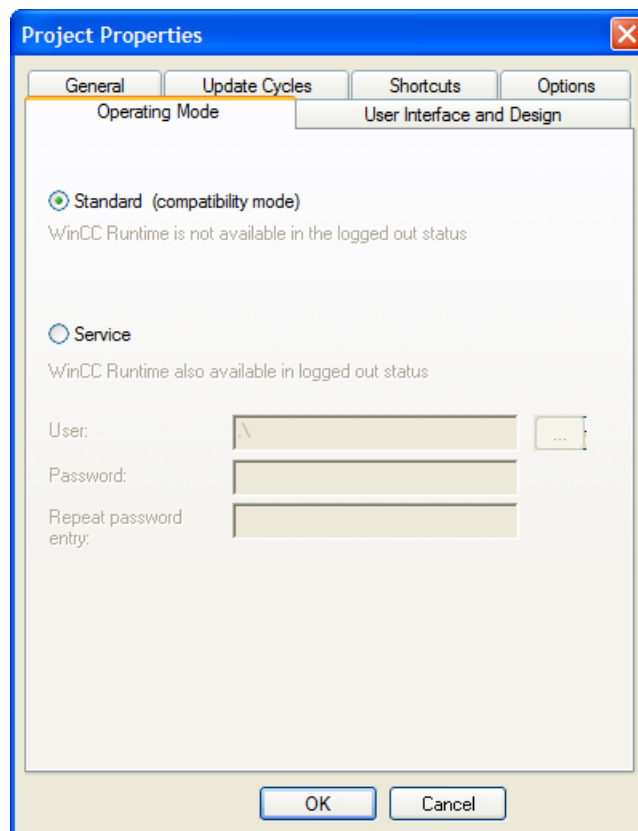 Project Properties
General Update Cycles Shortcuts Options
Operating Mode User Interface and Design
Standard (compatibility mode)
WinCC Runtime is not available in the logged out status
Service
WinCC Runtime also available in logged out status
User: .\ ...
Password:
Repeat password
entry:
OK Cancel